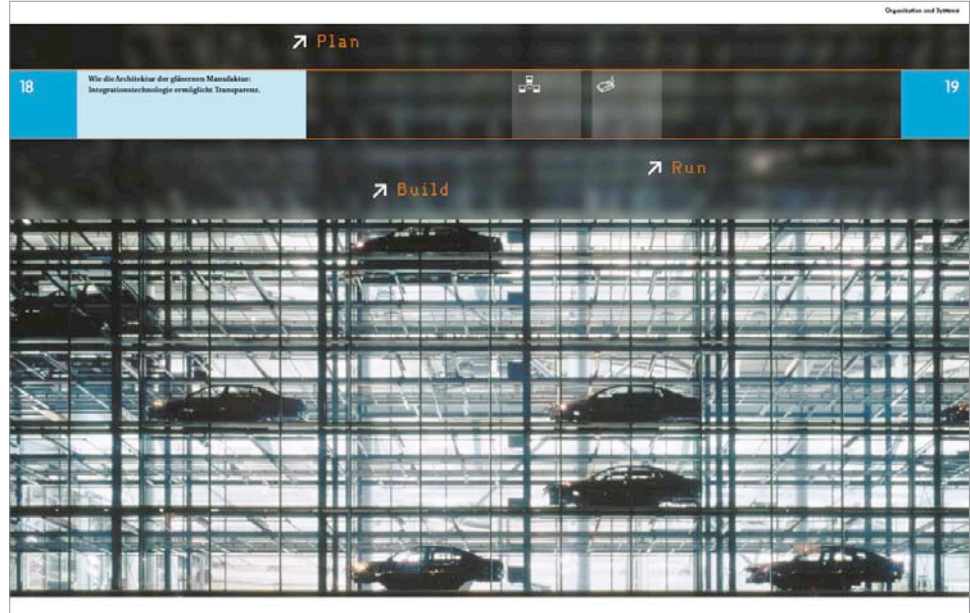 Organisation und Systeme
Plan
18
Wie die Architektur der gläsernen Manufaktur:
Integrationstechnologie ermöglicht Transparenz.
19
Run
Build